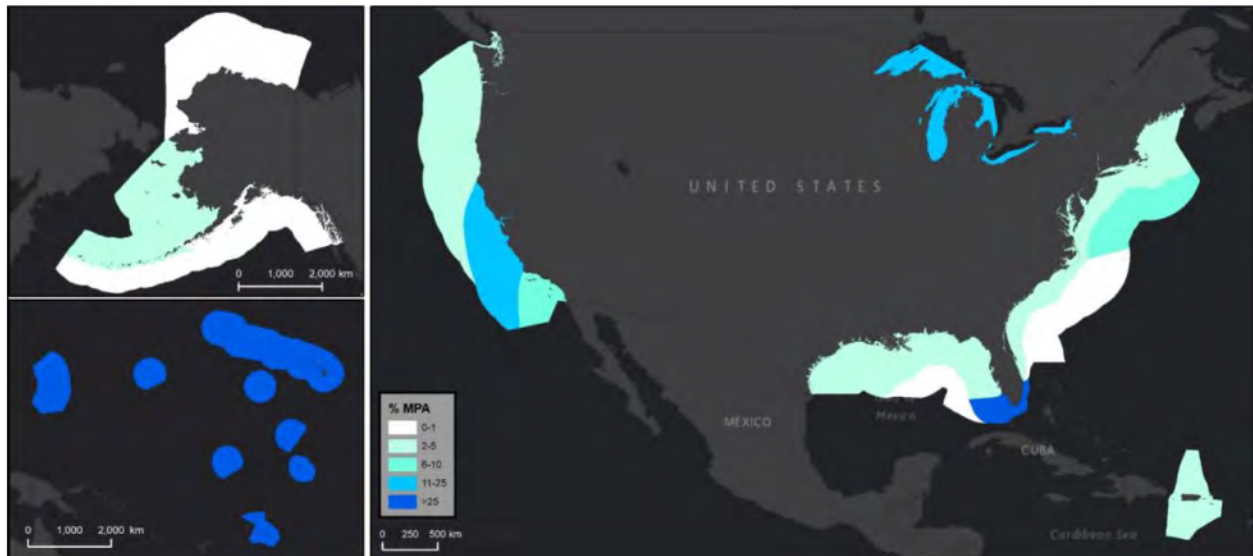 0 1,000 2,000 km
0 1,000 2,000 km
UNITED STATES
MÉXICO
Mexico
CUBA
Caribbean Sea
% MPA
0-1
2-5
6-10
11-25
>25
0 250 500 km